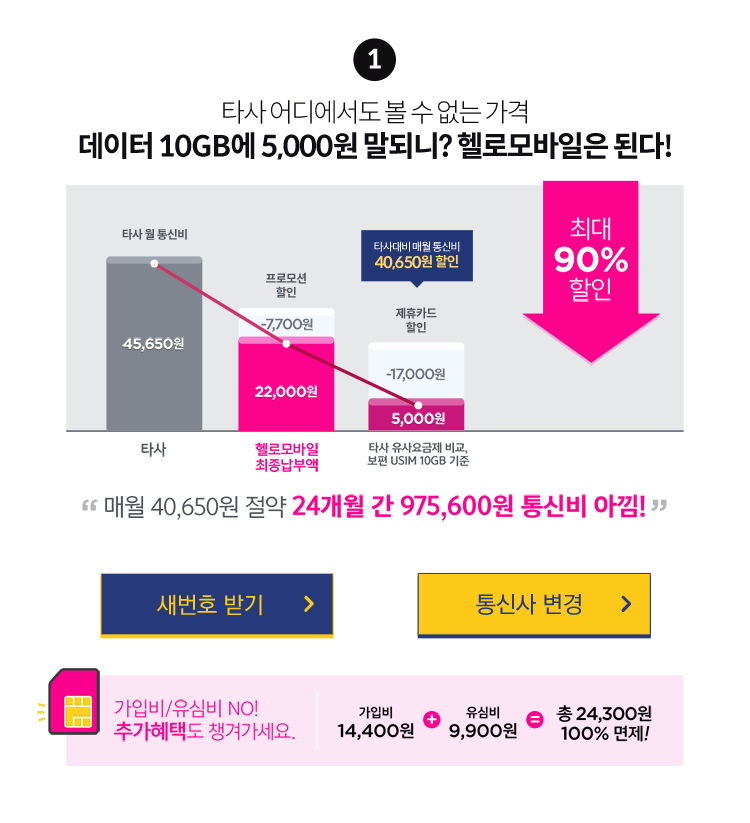 1
타사 어디에서도 볼 수 없는 가격
데이터 10GB에 5,000원 말되니? 헬로모바일은 된다!
최대
90%
할인
타사 월 통신비
타사대비 매월 통신비
40,650원 할인
프로모션
할인
-7,700원
제휴카드
할인
45,650원
22,000원
-17,000원
5,000원
타사
헬로모바일
최종납부액
타사 유사요금제 비교,
보편 USIM 10GB 기준
“ 매월 40,650원 절약 24개월 간 975,600원 통신비 아낌! ”
새번호 받기 >
통신사 변경 >
가입비/유심비 NO!
추가혜택도 챙겨가세요.
가입비
14,400원
+
유심비
9,900원
=
총 24,300원
100% 면제!